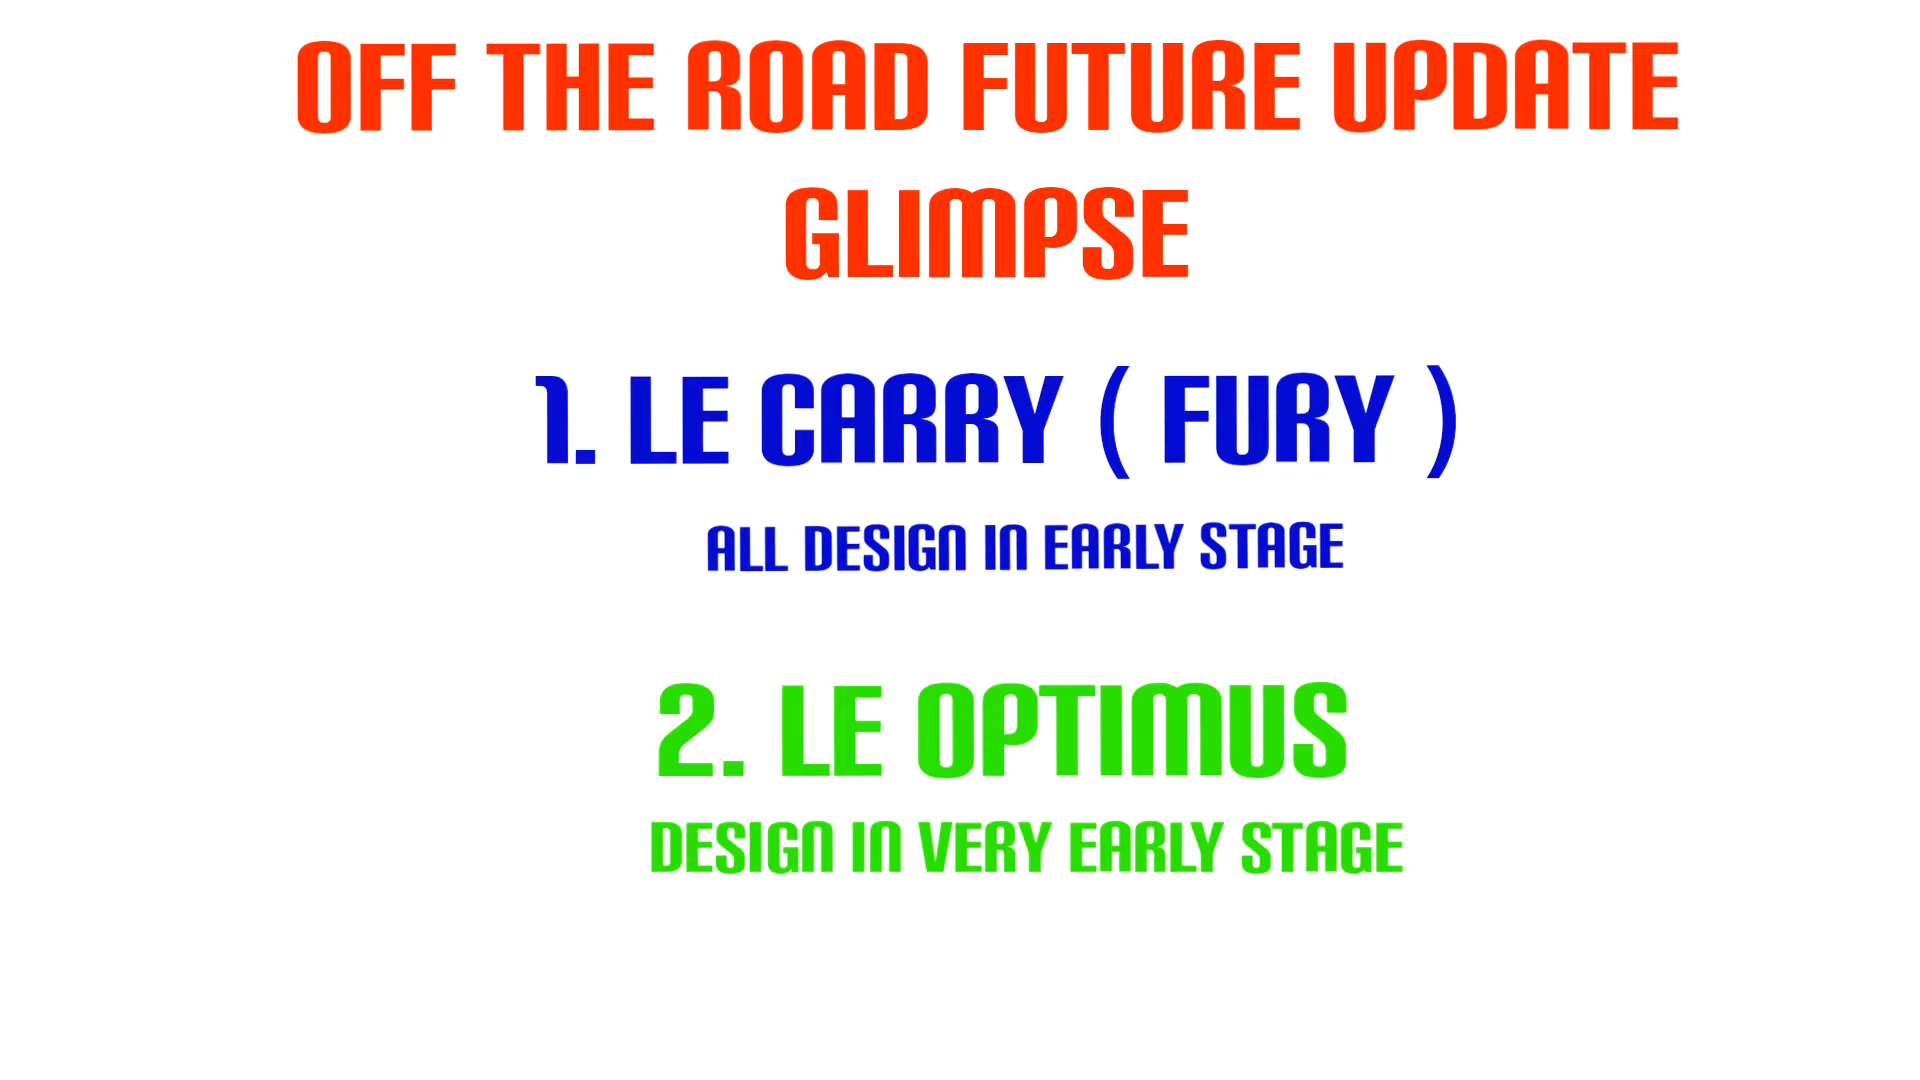 OFF THE ROAD FUTURE UPDATE
GLIMPSE
1. LE CARRY ( FURY )
ALL DESIGN IN EARLY STAGE
2. LE OPTIMUS
DESIGN IN VERY EARLY STAGE